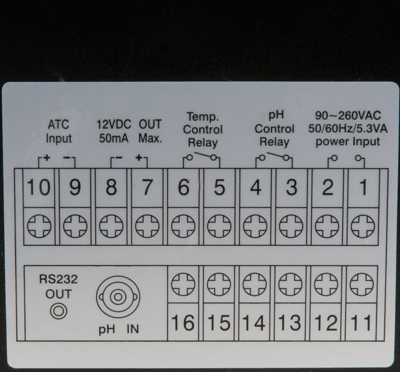 ATC Input
+ -
12VDC OUT
50mA Max.
- +
Temp. Control Relay
pH Control Relay
90~260VAC
50/60Hz/5.3VA
power Input
10 9 8 7 6 5 4 3 2 1
RS232 OUT
pH IN
16 15 14 13 12 11